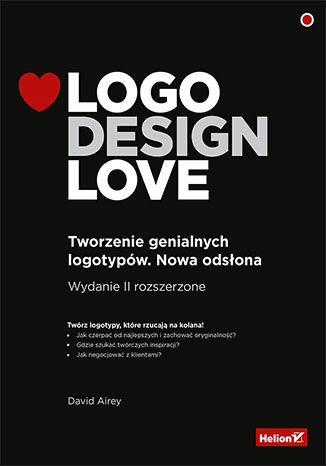 LOGO
DESIGN
LOVE
Tworzenie genialnych
logotypów. Nowa odsłona
Wydanie II rozszerzone
Twórz logotypy, które rzucają na kolana!
• Jak czerpać od najlepszych i zachować oryginalność?
• Gdzie szukać twórczych inspiracji?
• Jak negocjować z klientami?
David Airey
Helion